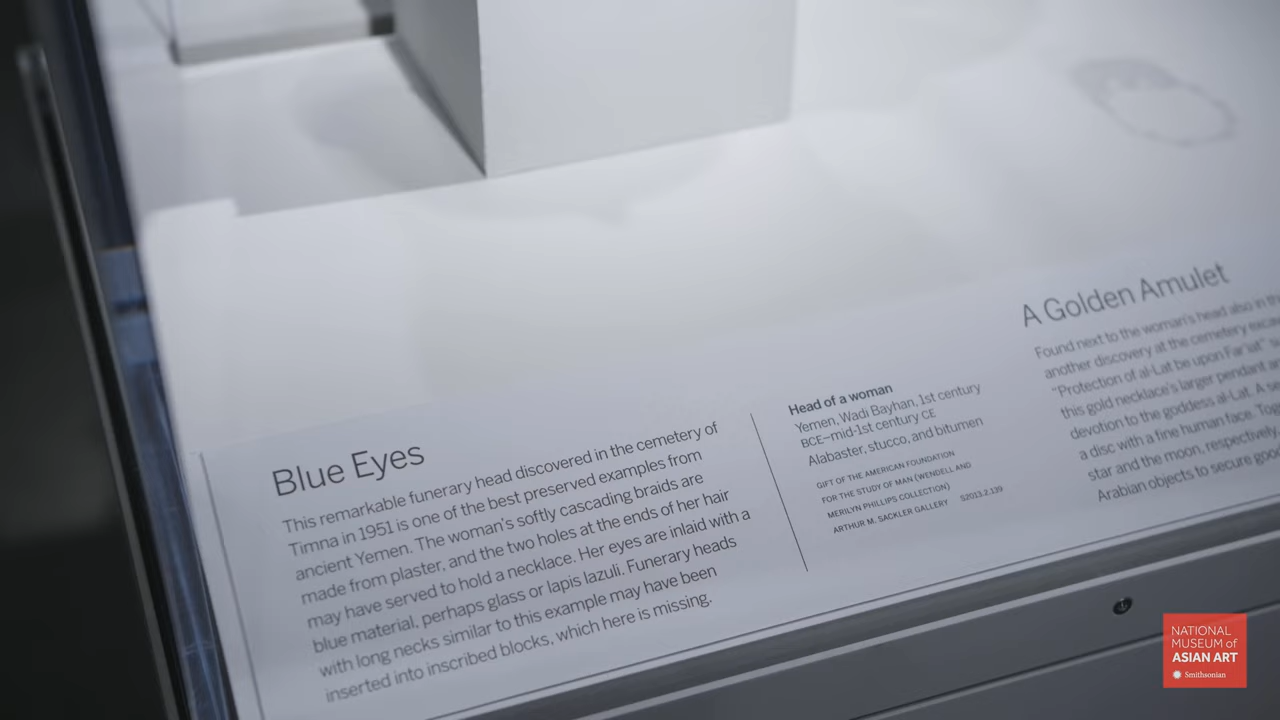 Blue Eyes
This remarkable funerary head discovered in the cemetery of
Timna in 1951 is one of the best preserved examples from
ancient Yemen. The woman's softly cascading braids are
made from plaster, and the two holes at the ends of her hair
may have served to hold a necklace. Her eyes are inlaid with a
blue material, perhaps glass or lapis lazuli. Funerary heads
with long necks similar to this example may have been
inserted into inscribed blocks, which here is missing.
Head of a woman
Yemen, Wadi Bayhan, 1st century
BCE–mid-1st century CE
Alabaster, stucco, and bitumen
GIFT OF THE AMERICAN FOUNDATION
FOR THE STUDY OF MAN (WENDELL AND
MERILYN PHILLIPS COLLECTION)
ARTHUR M. SACKLER GALLERY S2013.2.139
A Golden Amulet
Found next to the woman's head also in
another discovery at the cemetery
"Protection of al-Lat be upon Far'iat"
this gold necklace's larger pendant
devotion to the goddess al-Lat. A
a disc with a fine human face.
star and the moon, respectively.
Arabian objects to secure
NATIONAL
MUSEUM of
ASIAN ART
Smithsonian